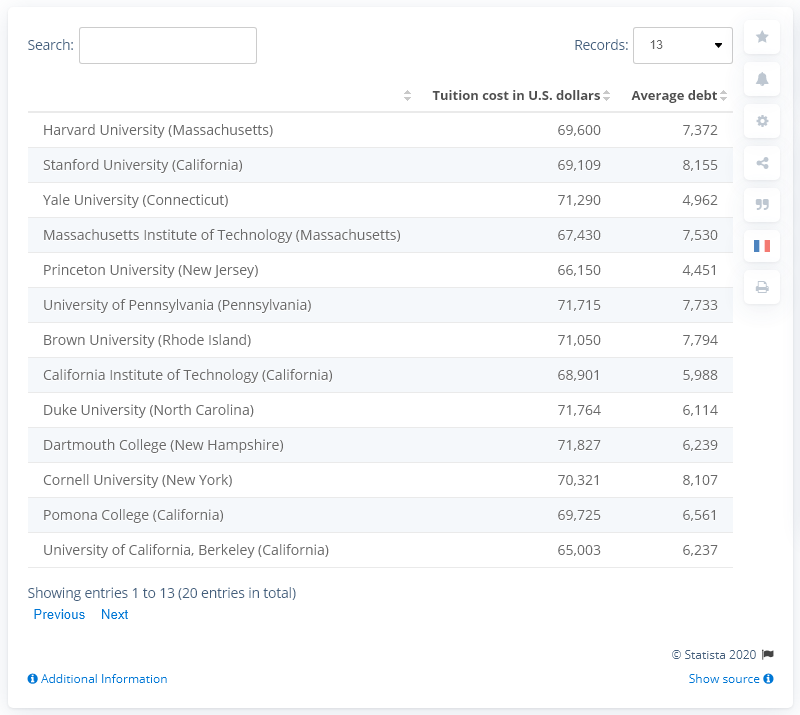 Search:
Records: 13
Tuition cost in U.S. dollars Average debt
Harvard University (Massachusetts) 69,600 7,372
Stanford University (California) 69,109 8,155
Yale University (Connecticut) 71,290 4,962
Massachusetts Institute of Technology (Massachusetts) 67,430 7,530
Princeton University (New Jersey) 66,150 4,451
University of Pennsylvania (Pennsylvania) 71,715 7,733
Brown University (Rhode Island) 71,050 7,794
California Institute of Technology (California) 68,901 5,988
Duke University (North Carolina) 71,764 6,114
Dartmouth College (New Hampshire) 71,827 6,239
Cornell University (New York) 70,321 8,107
Pomona College (California) 69,725 6,561
University of California, Berkeley (California) 65,003 6,237
Showing entries 1 to 13 (20 entries in total)
Previous Next
© Statista 2020
Additional Information Show source